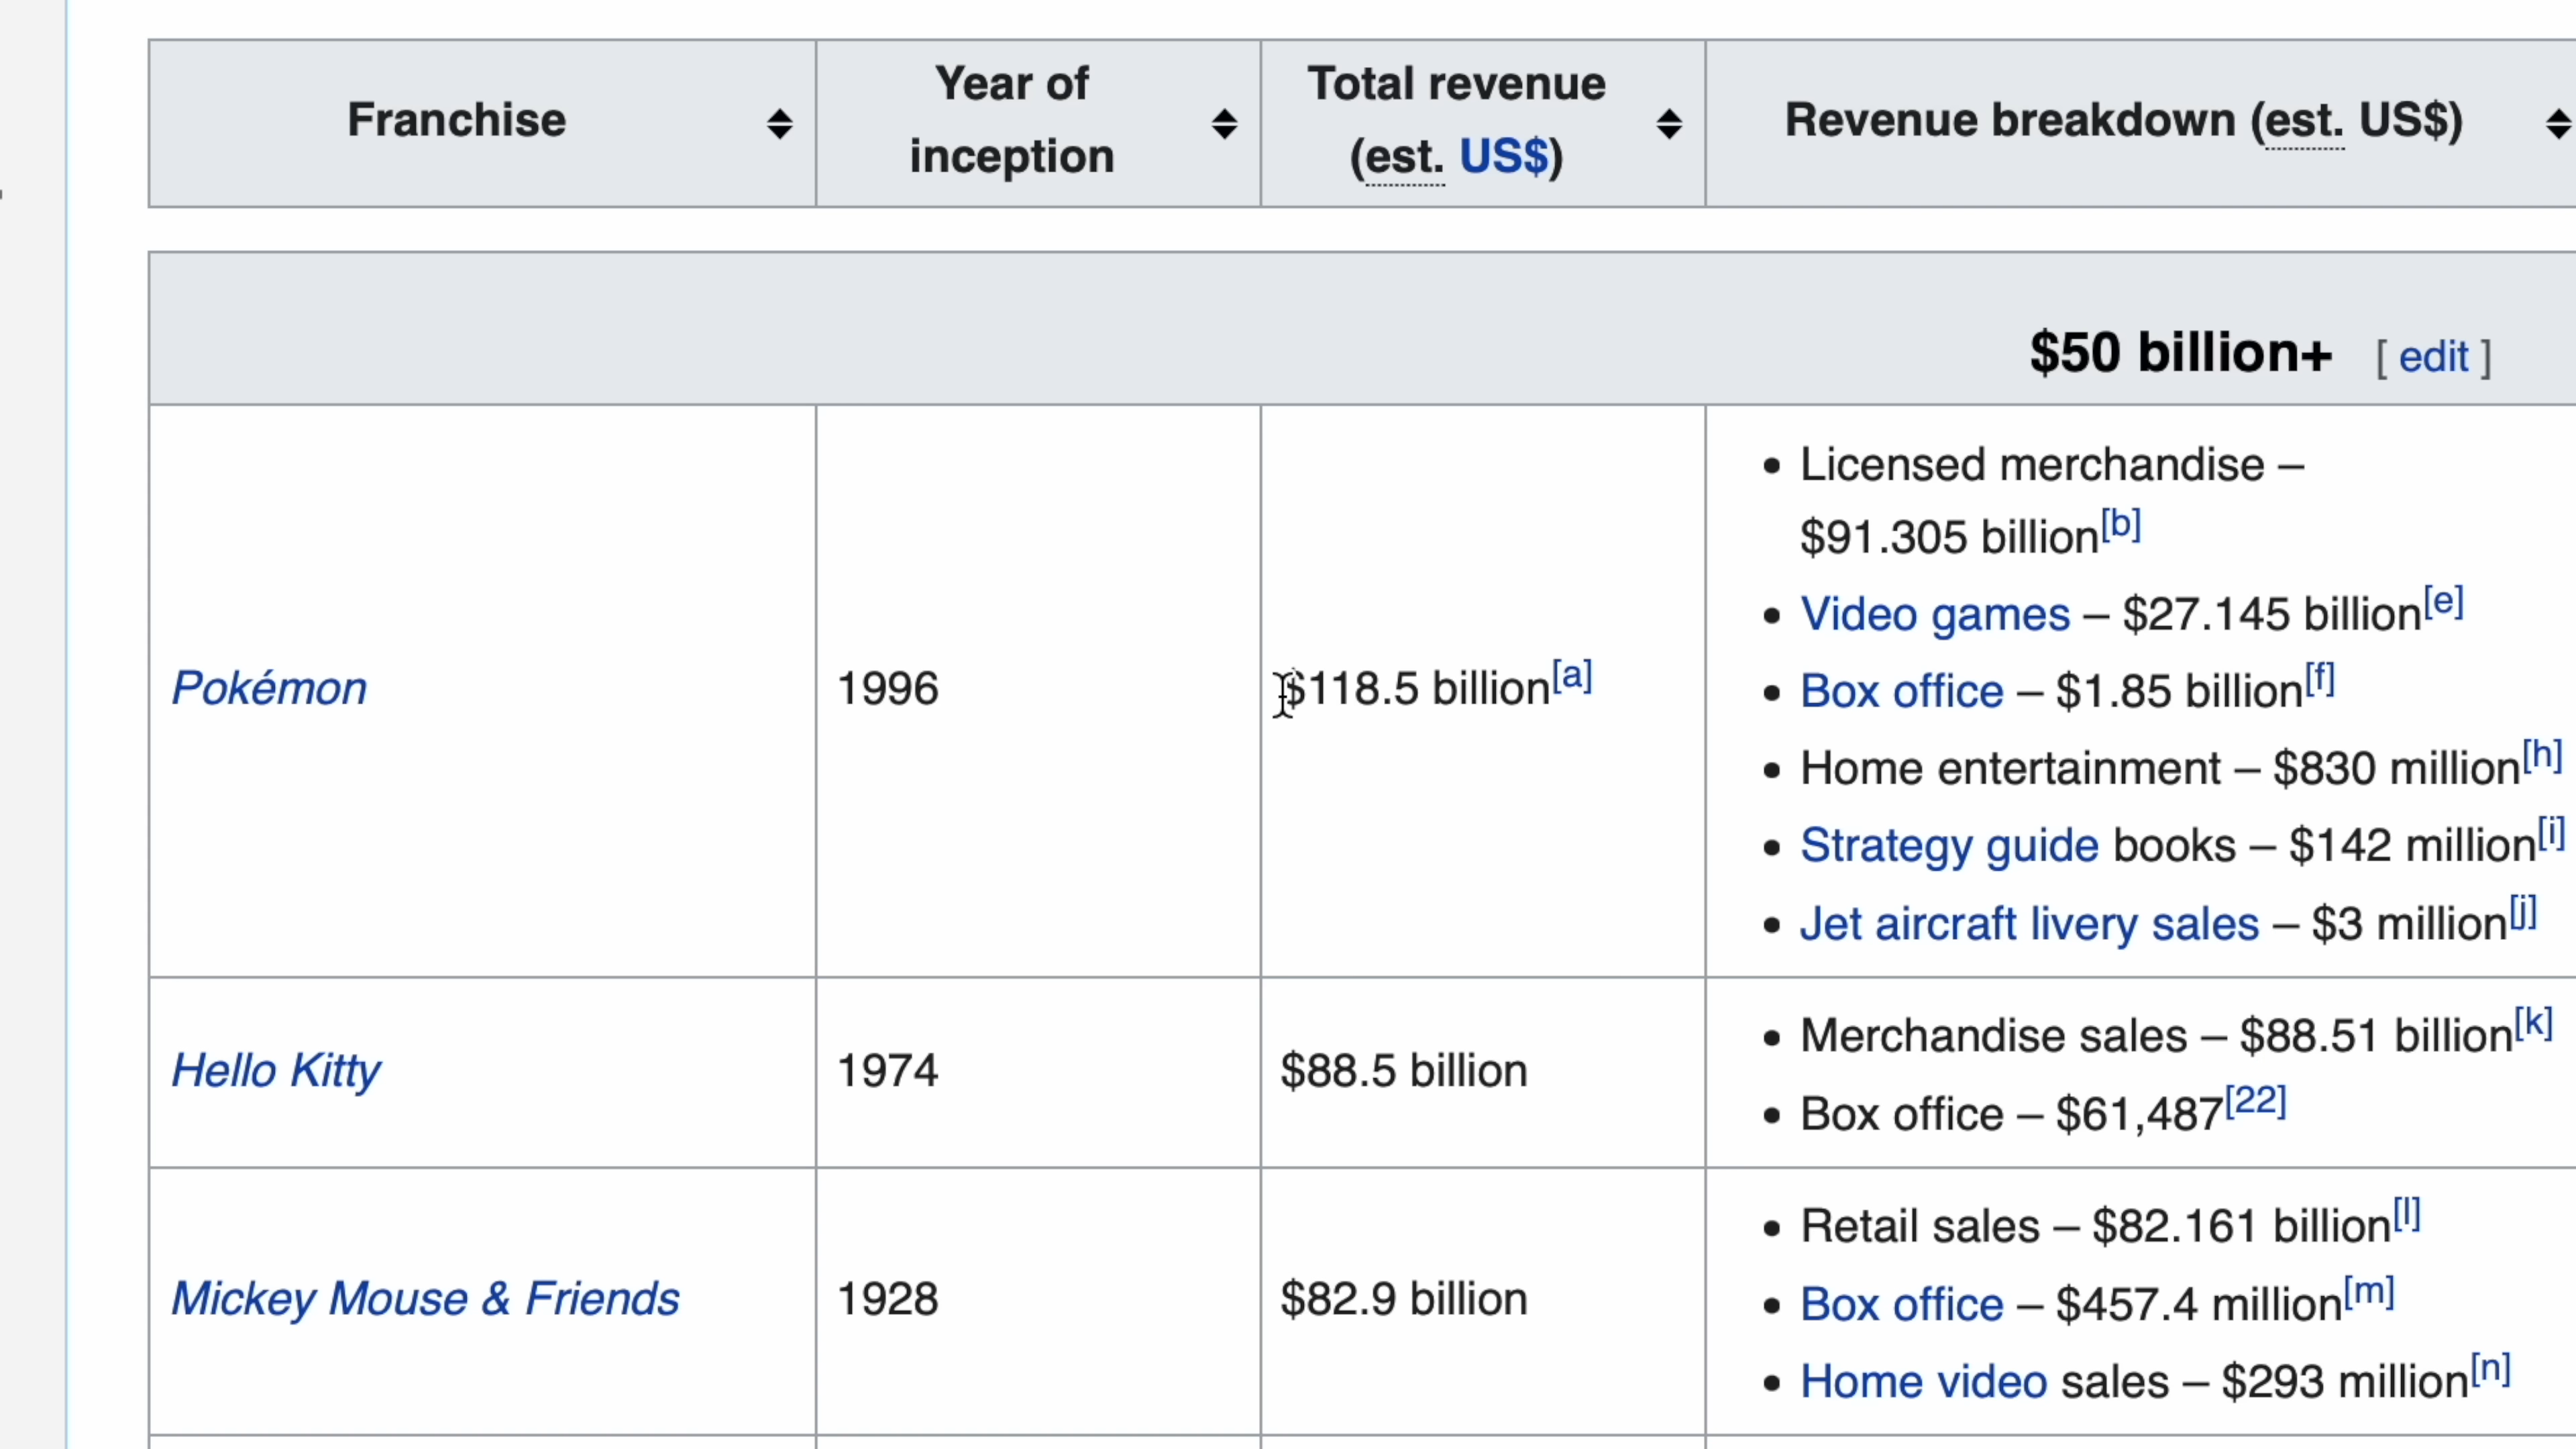 Franchise
Year of
inception
Total revenue
(est. US$)
Revenue breakdown (est. US$)
$50 billion+ [ edit ]
Pokémon
1996
$118.5 billion[a]
• Licensed merchandise –
$91.305 billion[b]
• Video games – $27.145 billion[e]
• Box office – $1.85 billion[f]
• Home entertainment – $830 million[h]
• Strategy guide books – $142 million[i]
• Jet aircraft livery sales – $3 million[j]
Hello Kitty
1974
$88.5 billion
• Merchandise sales – $88.51 billion[k]
• Box office – $61,487[22]
Mickey Mouse & Friends
1928
$82.9 billion
• Retail sales – $82.161 billion[l]
• Box office – $457.4 million[m]
• Home video sales – $293 million[n]